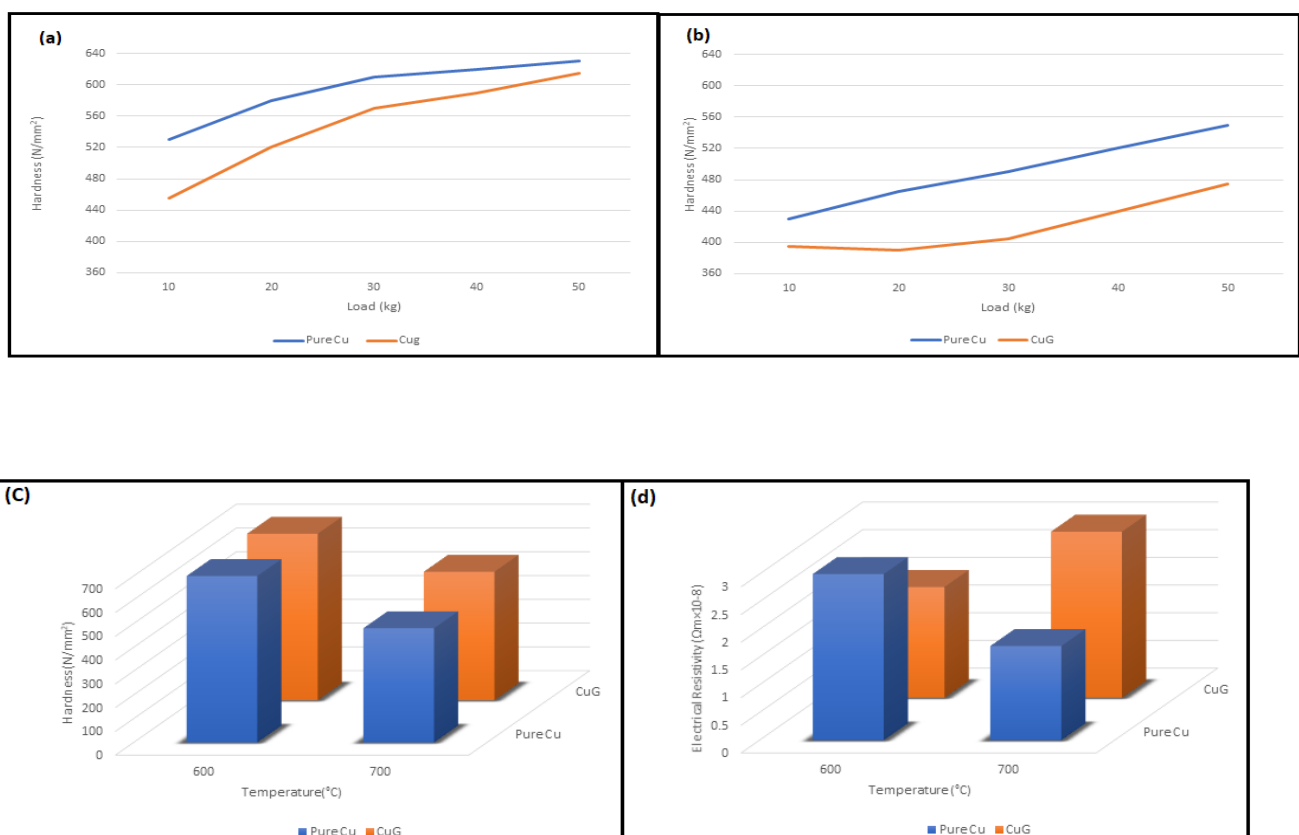 (a)
640
600
560
520
480
440
400
360
Hardness (N/mm²)
10 20 30 40 50
Load (kg)
Pure Cu Cug
(b)
640
600
560
520
480
440
400
360
Hardness (N/mm²)
10 20 30 40 50
Load (kg)
Pure Cu CuG
(C)
700
600
500
400
300
200
100
0
Hardness(N/mm²)
600 700
Temperature(°C)
CuG
Pure Cu
Pure Cu CuG
(d)
3
2.5
2
1.5
1
0.5
0
Electrical Resistivity (Ωm×10-8)
600 700
Temperature (°C)
CuG
Pure Cu
Pure Cu CuG